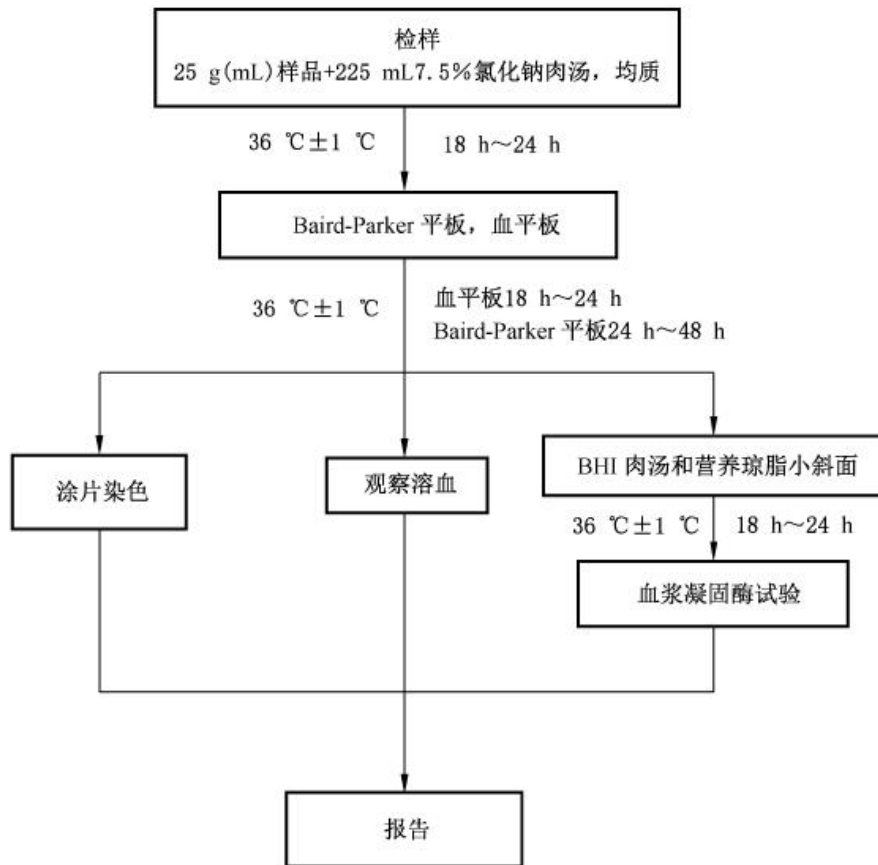 检样
25 g(mL)样品+225 mL7.5%氯化钠肉汤，均质
36 ℃±1 ℃ 18 h～24 h
Baird-Parker 平板，血平板
36 ℃±1 ℃
血平板18 h～24 h
Baird-Parker 平板24 h～48 h
涂片染色
观察溶血
BHI 肉汤和营养琼脂小斜面
36 ℃±1 ℃ 18 h～24 h
血浆凝固酶试验
报告